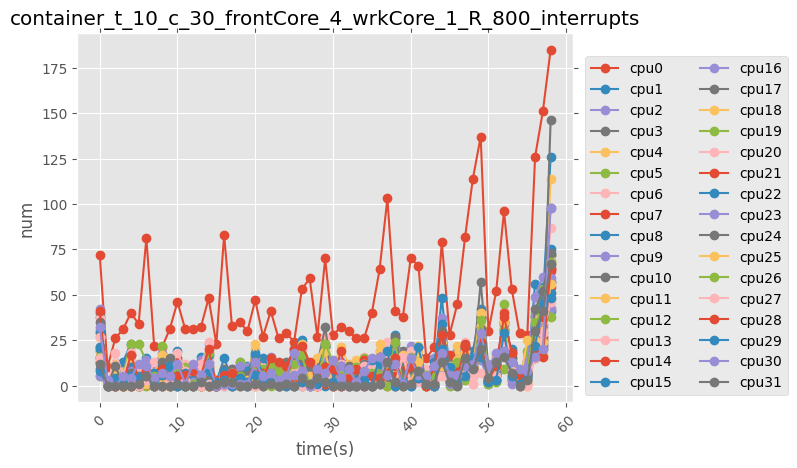 container_t_10_c_30_frontCore_4_wrkCore_1_R_800_interrupts
num
175
150
125
100
75
50
25
0
0
10
20
30
40
50
60
time(s)
cpu0
cpu1
cpu2
cpu3
cpu4
cpu5
cpu6
cpu7
cpu8
cpu9
cpu10
cpu11
cpu12
cpu13
cpu14
cpu15
cpu16
cpu17
cpu18
cpu19
cpu20
cpu21
cpu22
cpu23
cpu24
cpu25
cpu26
cpu27
cpu28
cpu29
cpu30
cpu31